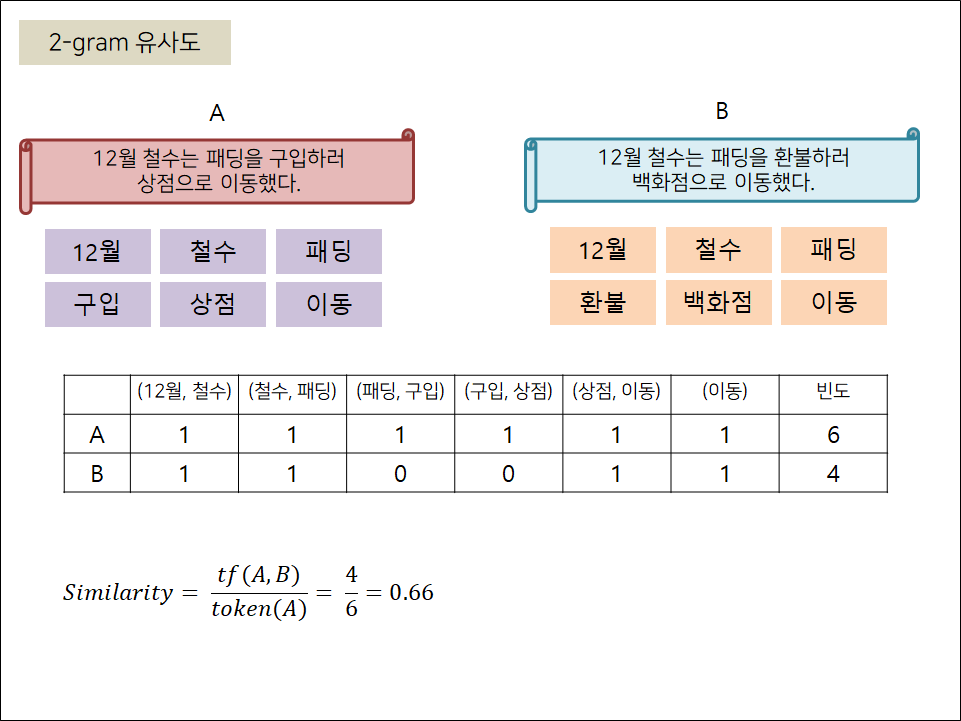 2-gram 유사도
A
12월 철수는 패딩을 구입하러
상점으로 이동했다.
12월 철수 패딩
구입 상점 이동
B
12월 철수는 패딩을 환불하러
백화점으로 이동했다.
12월 철수 패딩
환불 백화점 이동
(12월, 철수) (철수, 패딩) (패딩, 구입) (구입, 상점) (상점, 이동) (이동) 빈도
A 1 1 1 1 1 1 6
B 1 1 0 0 1 1 4
Similarity = tf(A, B) / token(A) = 4 / 6 = 0.66